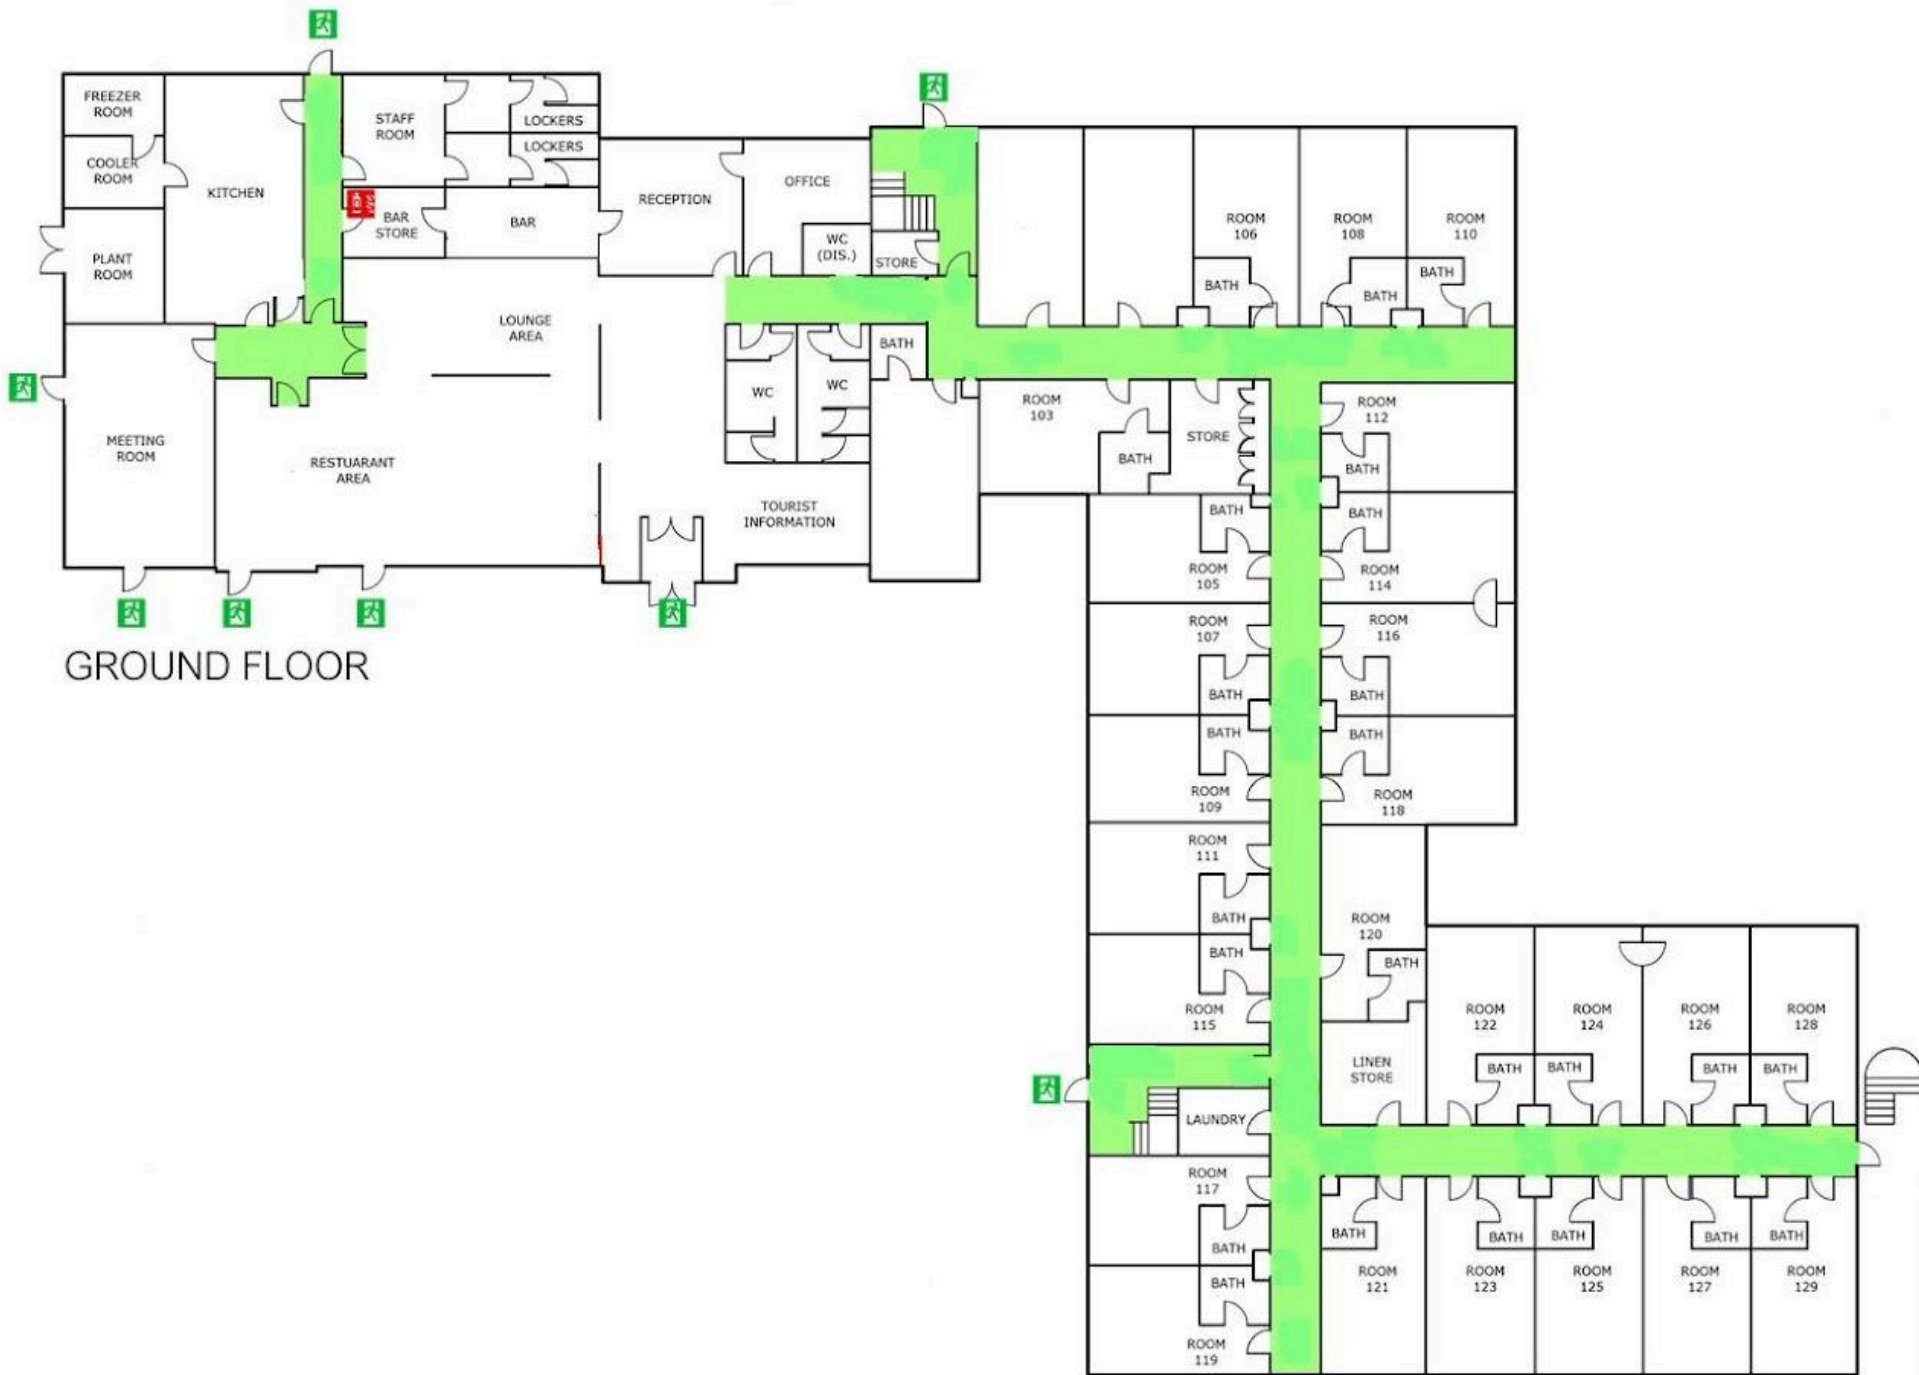 FREEZER
ROOM
COOLER
ROOM
PLANT
ROOM
KITCHEN
STAFF
ROOM
LOCKERS
LOCKERS
BAR
STORE
BAR
RECEPTION
OFFICE
WC
(DIS.)
STORE
LOUNGE
AREA
MEETING
ROOM
RESTUARANT
AREA
WC
WC
BATH
TOURIST
INFORMATION
GROUND FLOOR
ROOM
106
BATH
ROOM
108
BATH
ROOM
110
BATH
ROOM
103
BATH
STORE
ROOM
112
BATH
BATH
ROOM
105
BATH
ROOM
114
ROOM
107
BATH
ROOM
116
BATH
BATH
ROOM
109
BATH
ROOM
118
ROOM
111
BATH
BATH
ROOM
115
ROOM
120
BATH
LINEN
STORE
LAUNDRY
ROOM
122
BATH
ROOM
124
BATH
ROOM
126
BATH
ROOM
128
BATH
ROOM
117
BATH
BATH
ROOM
119
BATH
ROOM
121
BATH
ROOM
123
BATH
ROOM
125
BATH
ROOM
127
BATH
ROOM
129